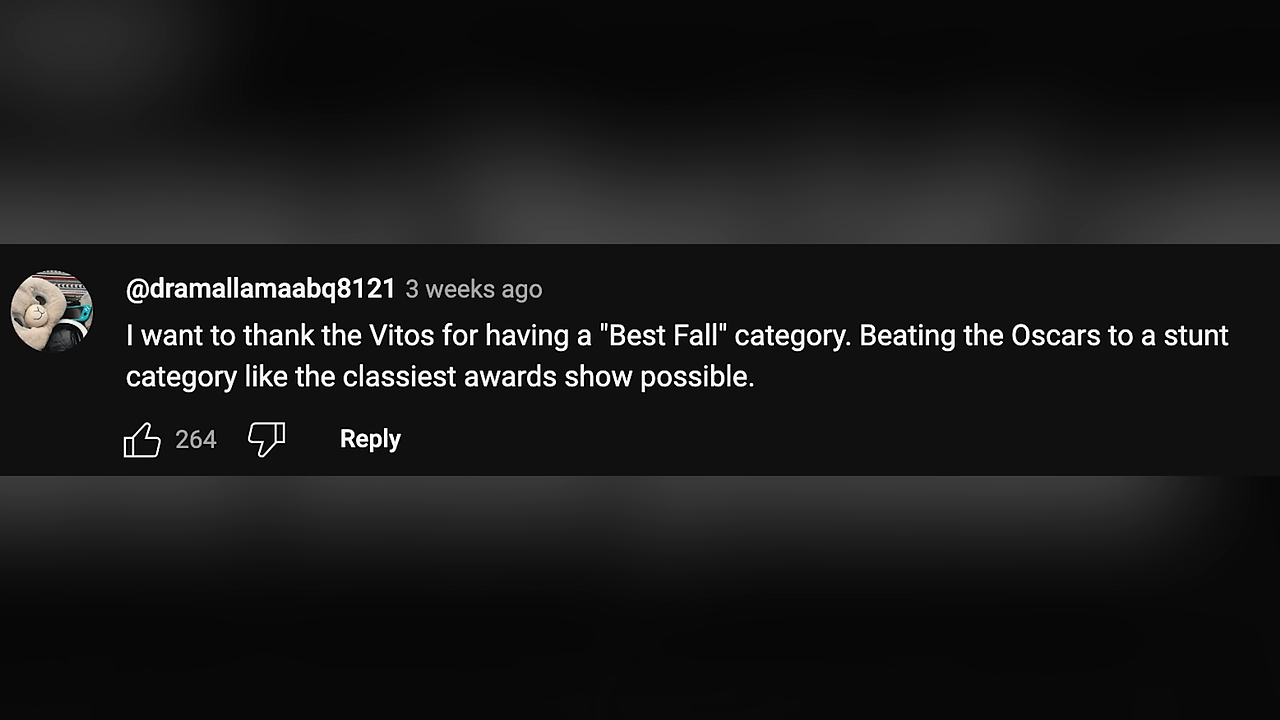 @dramallamaabq8121 3 weeks ago
I want to thank the Vitos for having a "Best Fall" category. Beating the Oscars to a stunt
category like the classiest awards show possible.
264 Reply